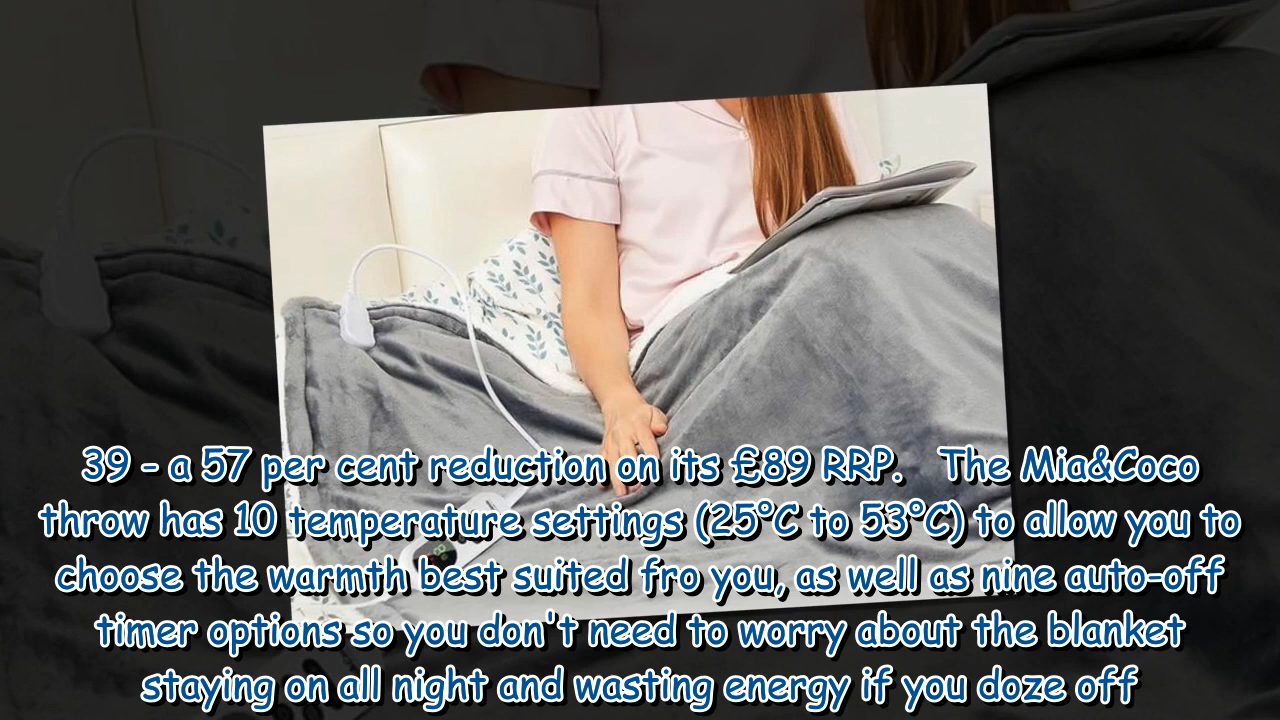 39 - a 57 per cent reduction on its £89 RRP. The Mia&Coco
throw has 10 temperature settings (25°C to 53°C) to allow you to
choose the warmth best suited fro you, as well as nine auto-off
timer options so you don't need to worry about the blanket
staying on all night and wasting energy if you doze off